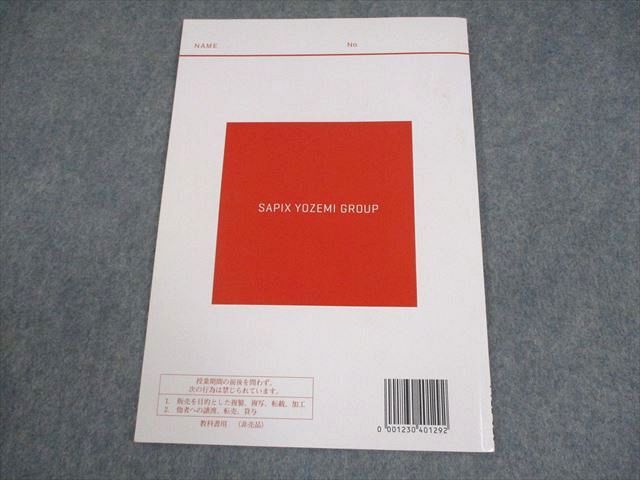 NAME
No.
SAPIX YOZEMI GROUP
授業期間の前後を問わず、
次の行為は禁じられています。
1. 販売を目的とした複製、複写、転載、加工
2. 他者への譲渡、転売、貸与
教科書用 (非売品)
0 001230 401292